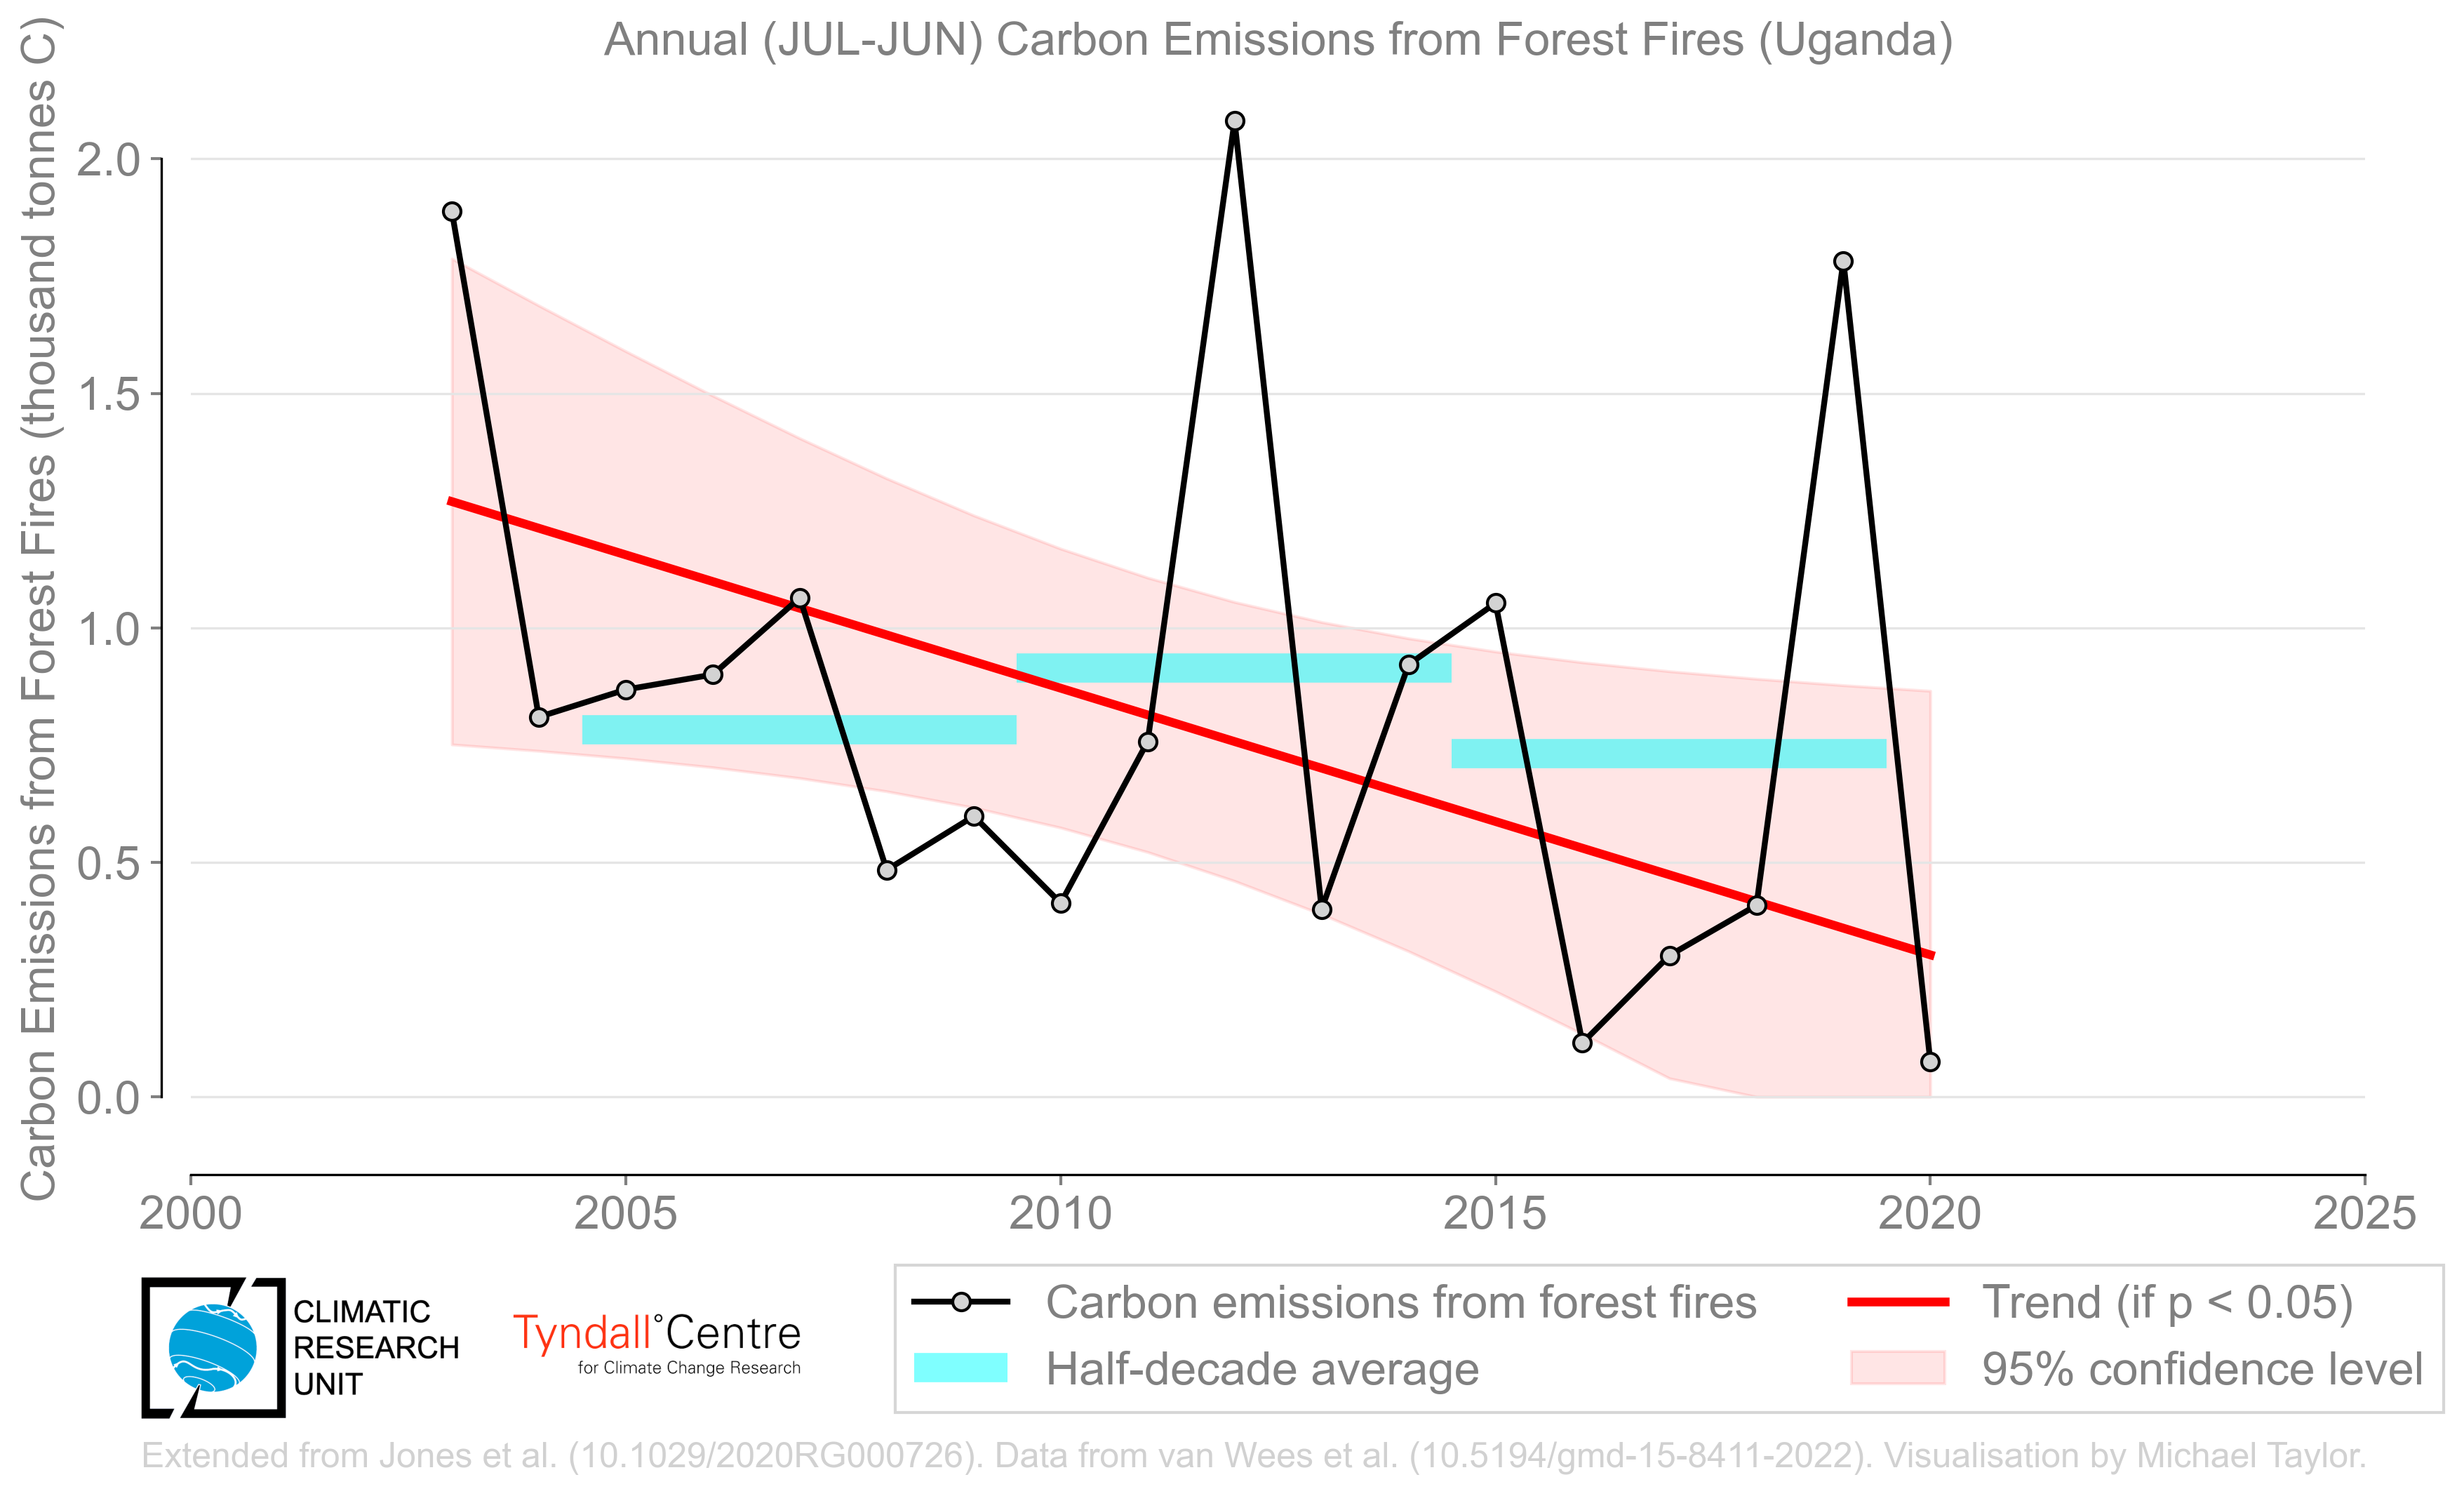 Annual (JUL-JUN) Carbon Emissions from Forest Fires (Uganda)
Carbon Emissions from Forest Fires (thousand tonnes C)
2.0
1.5
1.0
0.5
0.0
2000 2005 2010 2015 2020 2025
CLIMATIC
RESEARCH
UNIT
Tyndall°Centre
for Climate Change Research
Carbon emissions from forest fires
Half-decade average
Trend (if p < 0.05)
95% confidence level
Extended from Jones et al. (10.1029/2020RG000726). Data from van Wees et al. (10.5194/gmd-15-8411-2022). Visualisation by Michael Taylor.